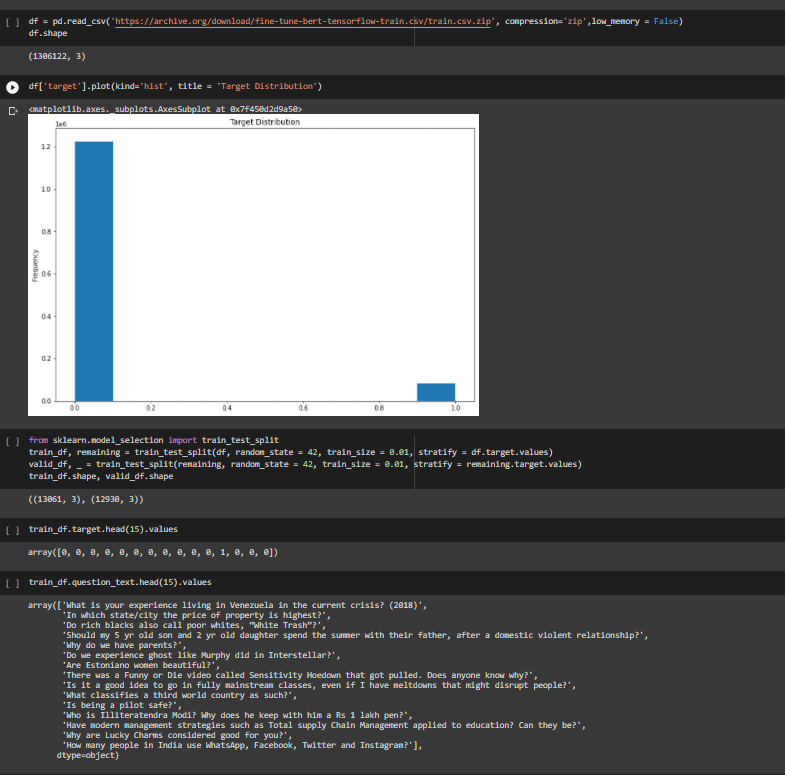 [ ] df = pd.read_csv('https://archive.org/download/fine-tune-bert-tensorflow-train.csv/train.csv.zip', compression='zip',low_memory = False)
df.shape
(1306122, 3)
df['target'].plot(kind='hist', title = 'Target Distribution')
<matplotlib.axes._subplots.AxesSubplot at 0x7f450d2d9a50>
1e6
Target Distribution
1.2
1.0
0.8
0.6
0.4
0.2
0.0
Frequency
0.0 0.2 0.4 0.6 0.8 1.0
[ ] from sklearn.model_selection import train_test_split
train_df, remaining = train_test_split(df, random_state = 42, train_size = 0.01, stratify = df.target.values)
valid_df, _ = train_test_split(remaining, random_state = 42, train_size = 0.01, stratify = remaining.target.values)
train_df.shape, valid_df.shape
((13061, 3), (12930, 3))
[ ] train_df.target.head(15).values
array([0, 0, 0, 0, 0, 0, 0, 0, 0, 0, 0, 1, 0, 0, 0])
[ ] train_df.question_text.head(15).values
array(['What is your experience living in Venezuela in the current crisis? (2018)',
'In which state/city the price of property is highest?',
'Do rich blacks also call poor whites, “White Trash”?',
'Should my 5 yr old son and 2 yr old daughter spend the summer with their father, after a domestic violent relationship?',
'Why do we have parents?',
'Do we experience ghost like Murphy did in Interstellar?',
'Are Estoniano women beautiful?',
'There was a Funny or Die video called Sensitivity Hoedown that got pulled. Does anyone know why?',
'Is it a good idea to go in fully mainstream classes, even if I have meltdowns that might disrupt people?',
'What classifies a third world country as such?',
'Is being a pilot safe?',
'Who is Illiteratendra Modi? Why does he keep with him a Rs 1 lakh pen?',
'Have modern management strategies such as Total supply Chain Management applied to education? Can they be?',
'Why are Lucky Charms considered good for you?',
'How many people in India use WhatsApp, Facebook, Twitter and Instagram?'],
dtype=object)